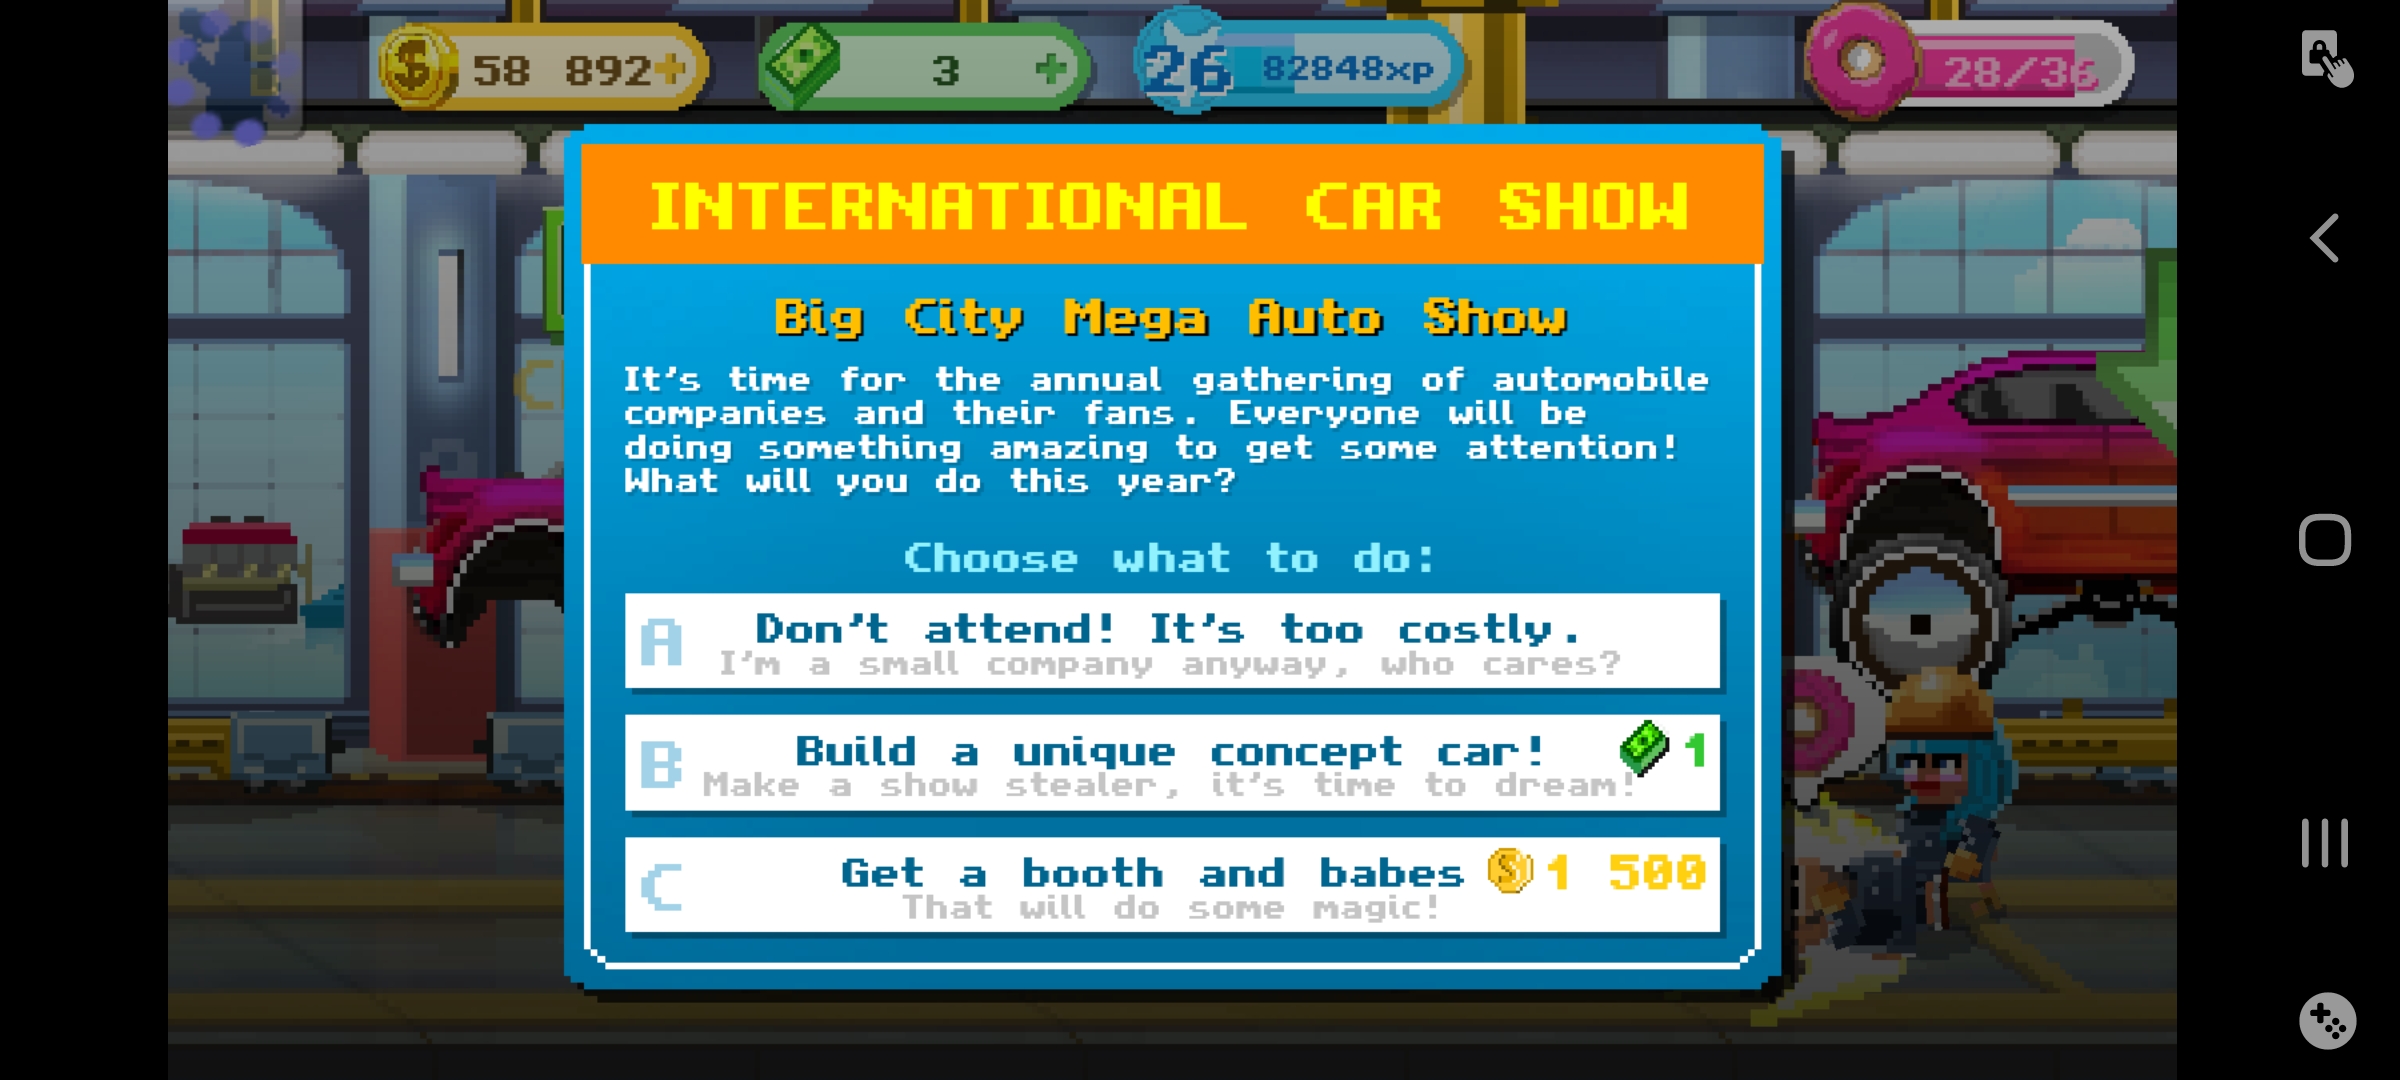 58 892
3
26
82848xp
28/36
INTERNATIONAL CAR SHOW
Big City Mega Auto Show
It's time for the annual gathering of automobile
companies and their fans. Everyone will be
doing something amazing to get some attention!
What will you do this year?
Choose what to do:
A
Don't attend! It's too costly.
I'm a small company anyway, who cares?
B
Build a unique concept car!
1
Make a show stealer, it's time to dream!
C
Get a booth and babes
1 500
That will do some magic!